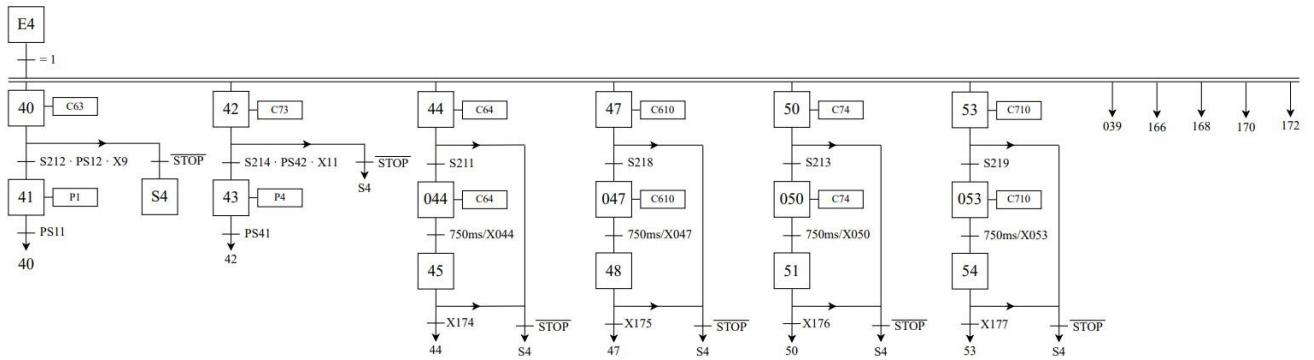 E4
= 1
40 C63 42 C73 44 C64 47 C610 50 C74 53 C710
039 166 168 170 172
S212 · PS12 · X9 STOP S214 · PS42 · X11 STOP S211 S218 S213 S219
S4
41 P1 S4 43 P4 044 C64 047 C610 050 C74 053 C710
PS11 PS41 750ms/X044 750ms/X047 750ms/X050 750ms/X053
40 42 45 48 51 54
X174 STOP X175 STOP X176 STOP X177 STOP
44 S4 47 S4 50 S4 53 S4